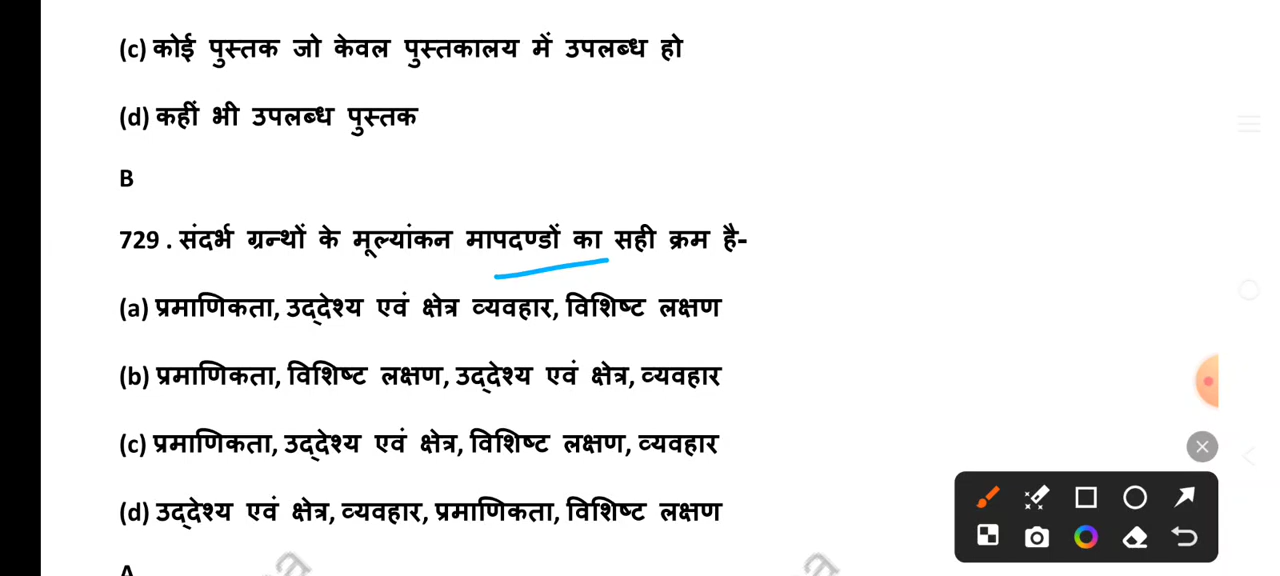 (c) कोई पुस्तक जो केवल पुस्तकालय में उपलब्ध हो
(d) कहीं भी उपलब्ध पुस्तक
B
729 . संदर्भ ग्रन्थों के मूल्यांकन मापदण्डों का सही क्रम है-
(a) प्रमाणिकता, उद्देश्य एवं क्षेत्र व्यवहार, विशिष्ट लक्षण
(b) प्रमाणिकता, विशिष्ट लक्षण, उद्देश्य एवं क्षेत्र, व्यवहार
(c) प्रमाणिकता, उद्देश्य एवं क्षेत्र, विशिष्ट लक्षण, व्यवहार
(d) उद्देश्य एवं क्षेत्र, व्यवहार, प्रमाणिकता, विशिष्ट लक्षण
A